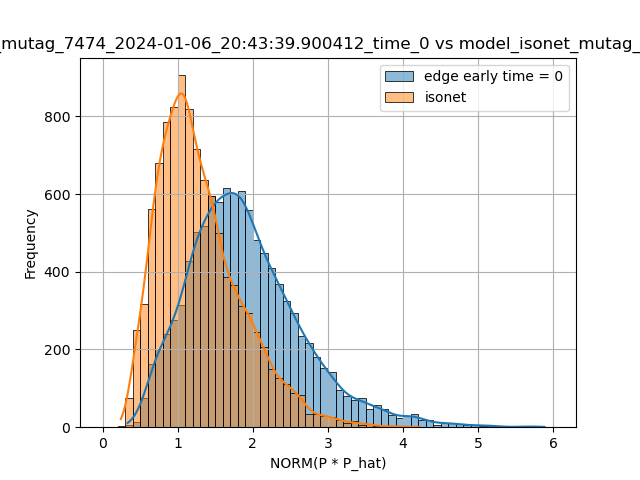 _mutag_7474_2024-01-06_20:43:39.900412_time_0 vs model_isonet_mutag_
edge early time = 0
isonet
Frequency
800
600
400
200
0
0 1 2 3 4 5 6
NORM(P * P_hat)